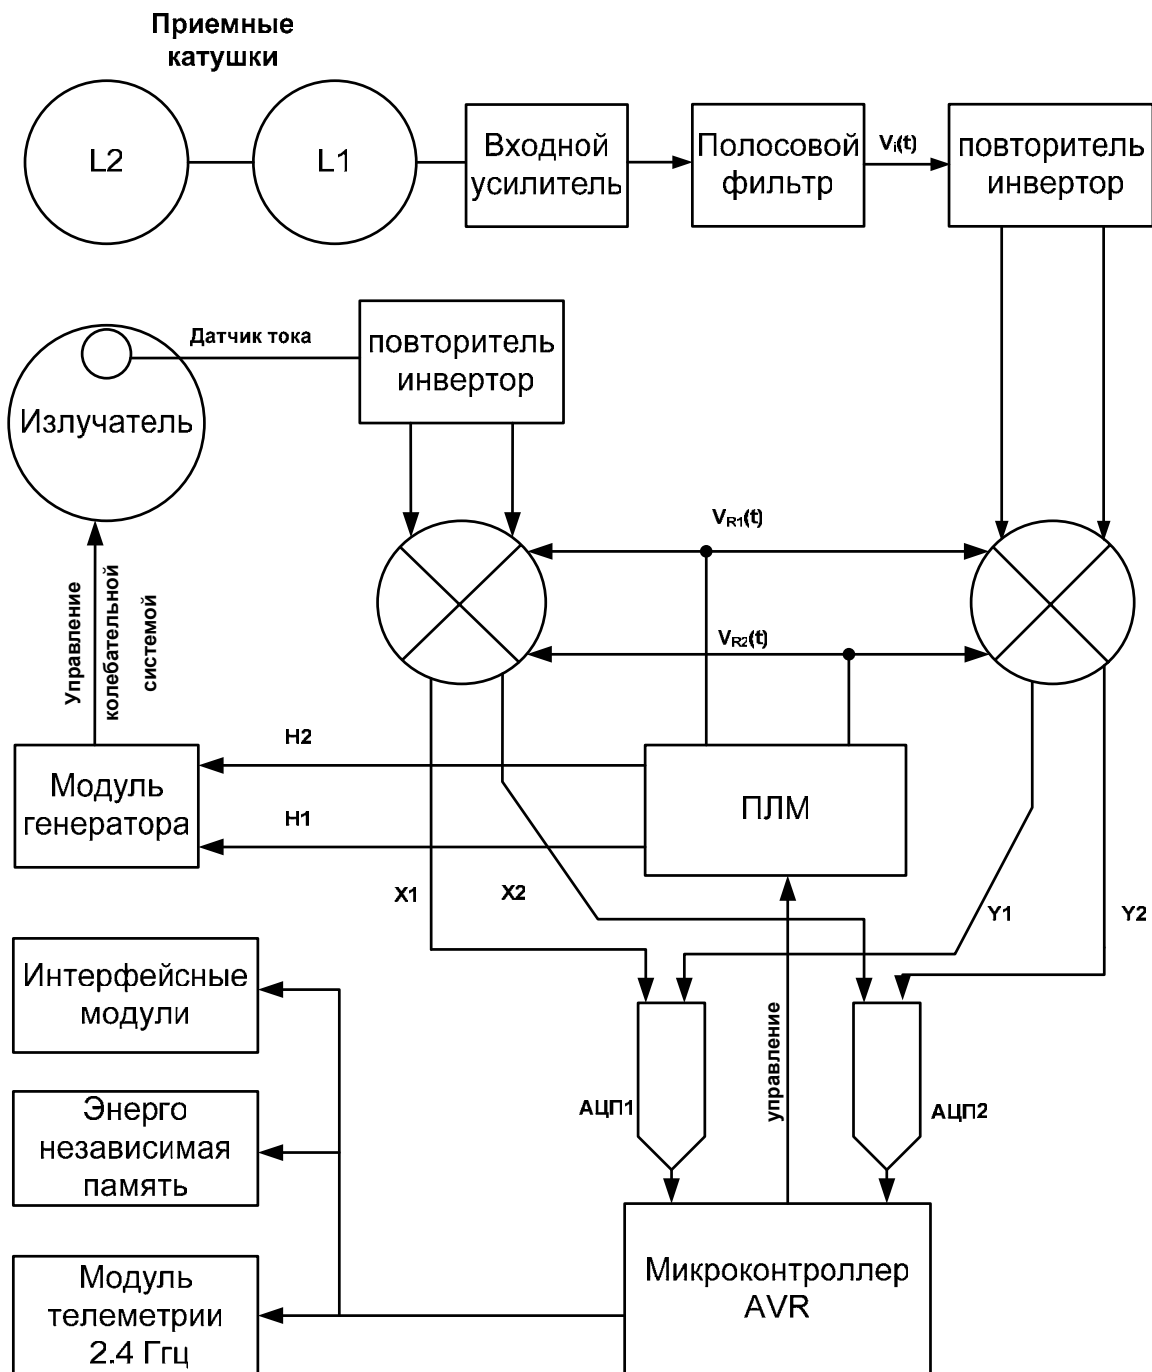 Приемные
катушки
L2
L1
Входной
усилитель
Полосовой
фильтр
Vi(t)
повторитель
инвертор
Датчик тока
повторитель
инвертор
Излучатель
VR1(t)
VR2(t)
Управление
колебательной
системой
H2
H1
Модуль
генератора
ПЛМ
X1
X2
Y1
Y2
Интерфейсные
модули
управление
АЦП1
АЦП2
Энерго
независимая
память
Микроконтроллер
AVR
Модуль
телеметрии
2.4 Ггц